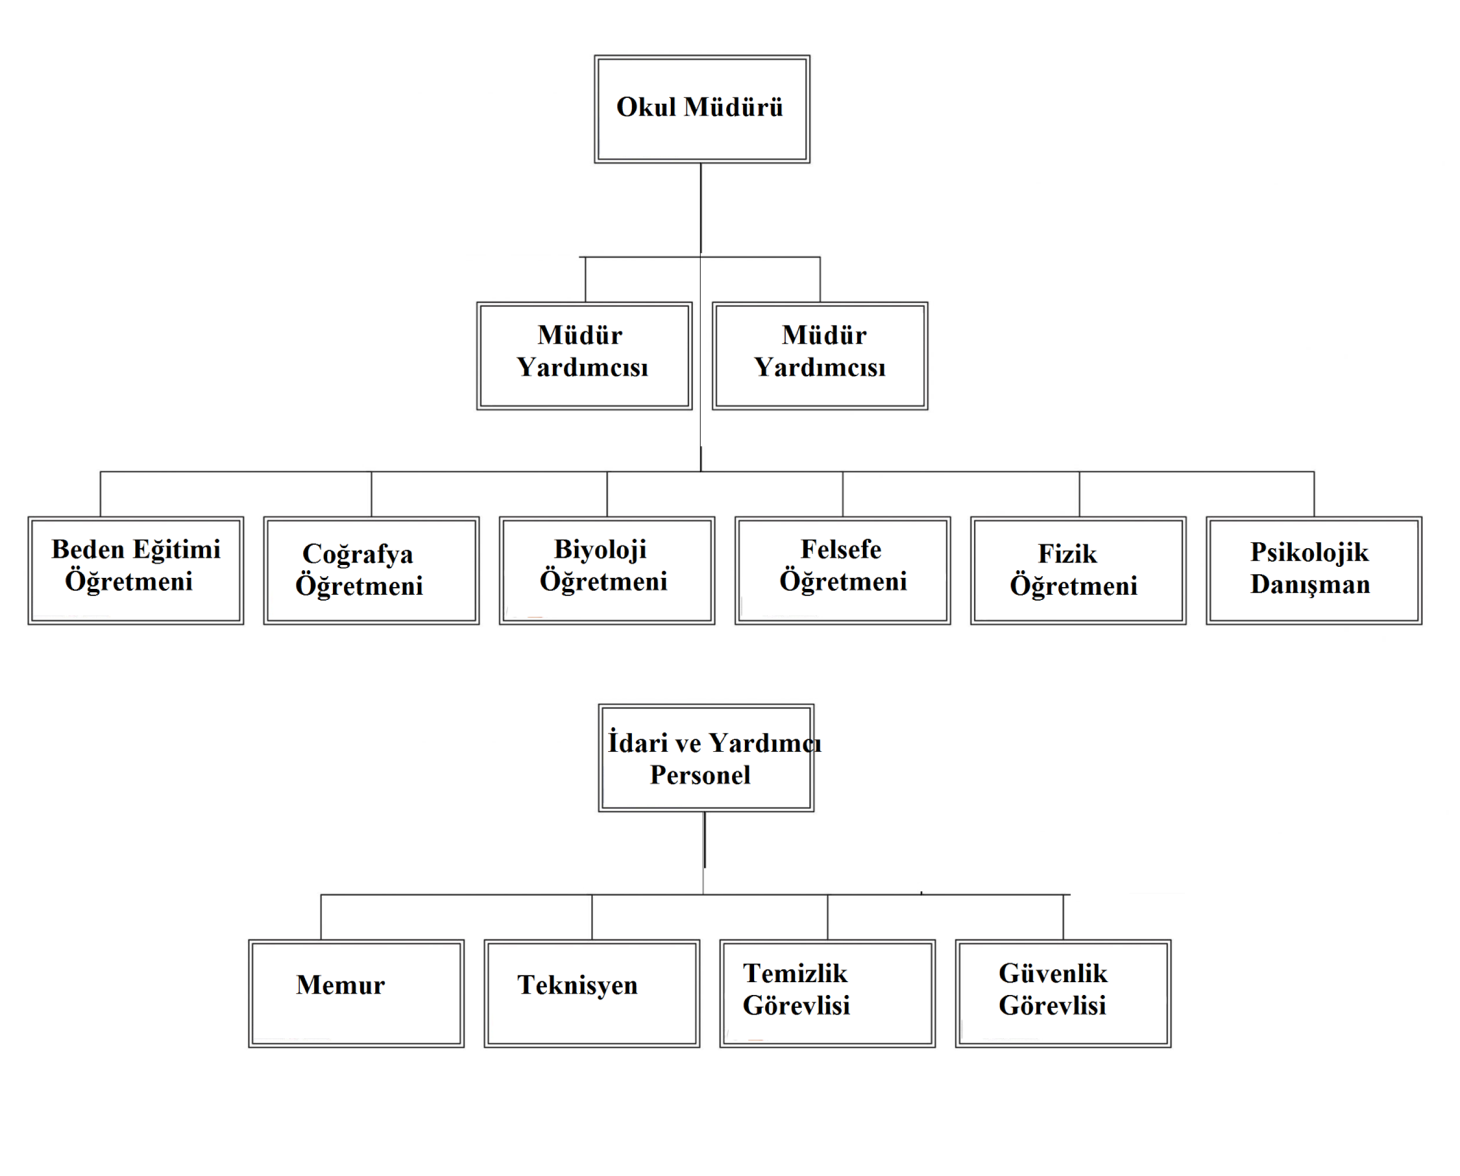 Okul Müdürü
Müdür
Yardımcısı
Müdür
Yardımcısı
Beden Eğitimi
Öğretmeni
Coğrafya
Öğretmeni
Biyoloji
Öğretmeni
Felsefe
Öğretmeni
Fizik
Öğretmeni
Psikolojik
Danışman
İdari ve Yardımcı
Personel
Memur
Teknisyen
Temizlik
Görevlisi
Güvenlik
Görevlisi